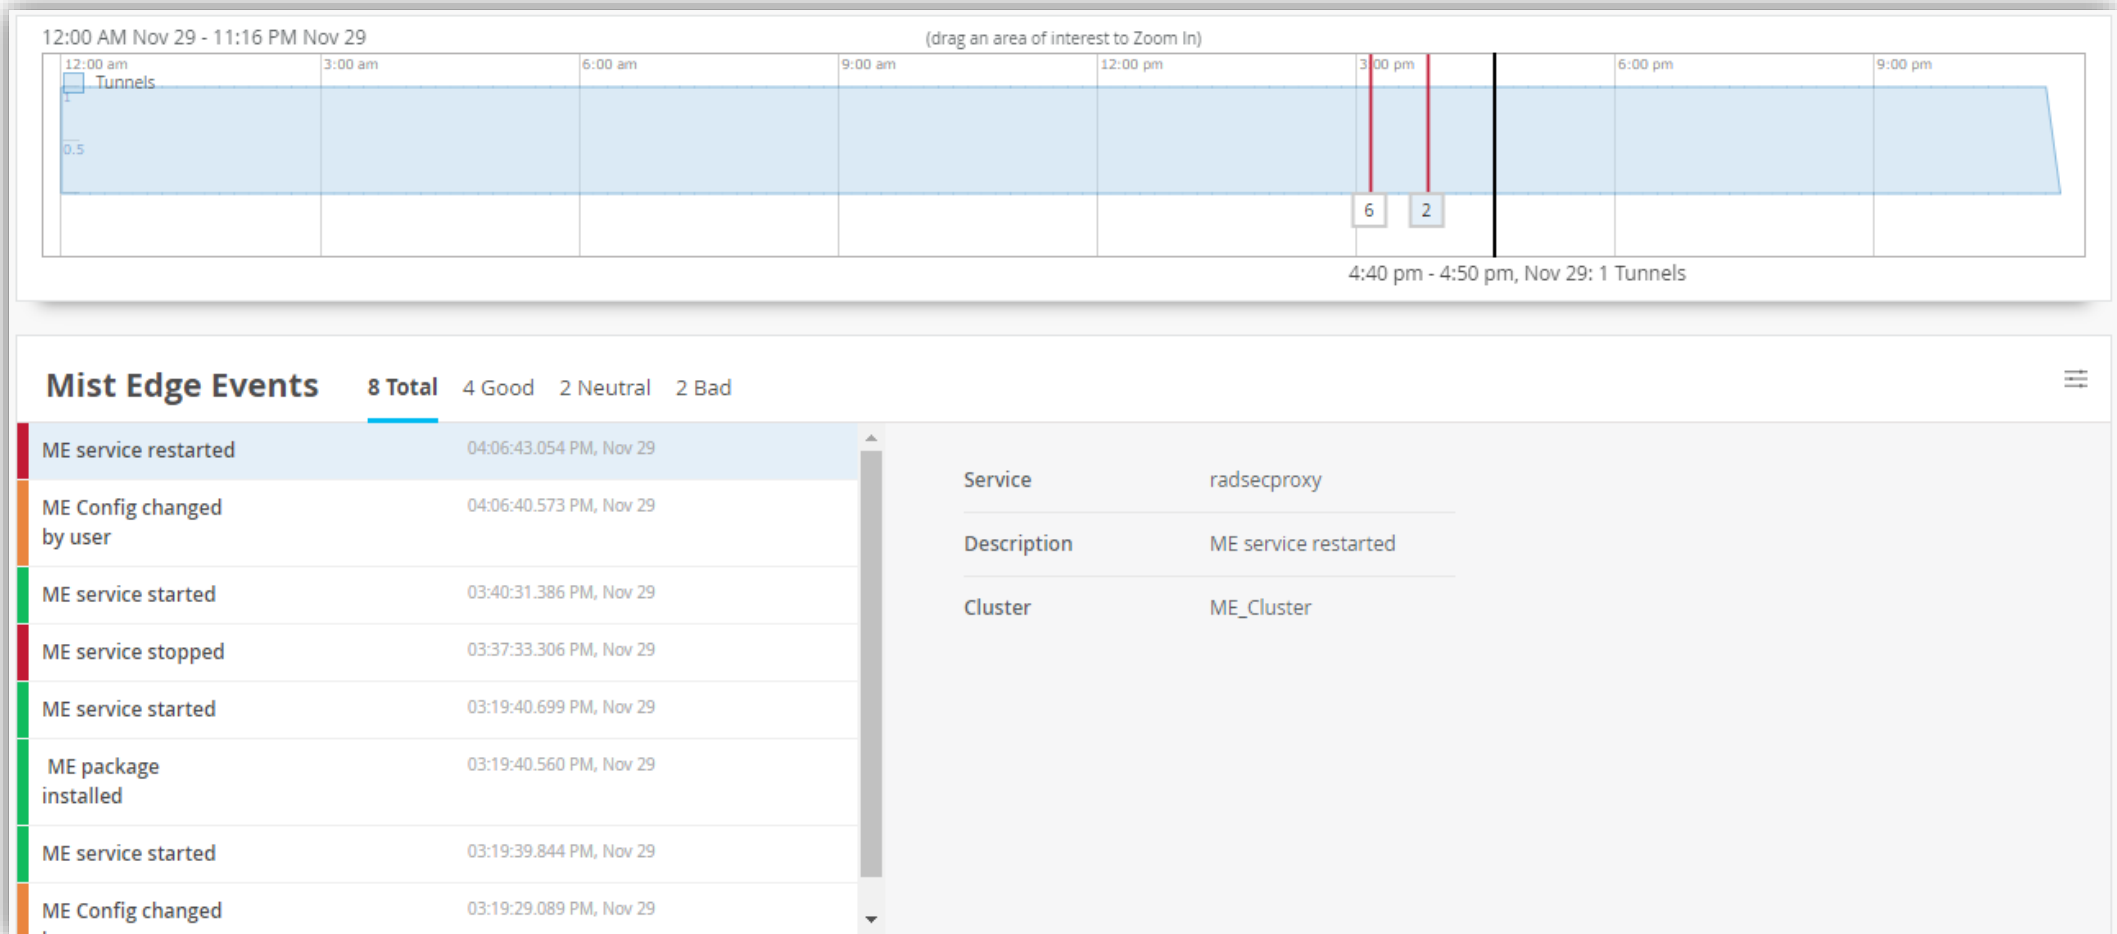 12:00 AM Nov 29 - 11:16 PM Nov 29
(drag an area of interest to Zoom In)
12:00 am
3:00 am
6:00 am
9:00 am
12:00 pm
3:00 pm
6:00 pm
9:00 pm
Tunnels
1
0.5
6
2
4:40 pm - 4:50 pm, Nov 29: 1 Tunnels
Mist Edge Events
8 Total
4 Good
2 Neutral
2 Bad
ME service restarted
04:06:43.054 PM, Nov 29
ME Config changed
by user
04:06:40.573 PM, Nov 29
ME service started
03:40:31.386 PM, Nov 29
ME service stopped
03:37:33.306 PM, Nov 29
ME service started
03:19:40.699 PM, Nov 29
ME package
installed
03:19:40.560 PM, Nov 29
ME service started
03:19:39.844 PM, Nov 29
ME Config changed
03:19:29.089 PM, Nov 29
Service
radsecproxy
Description
ME service restarted
Cluster
ME_Cluster